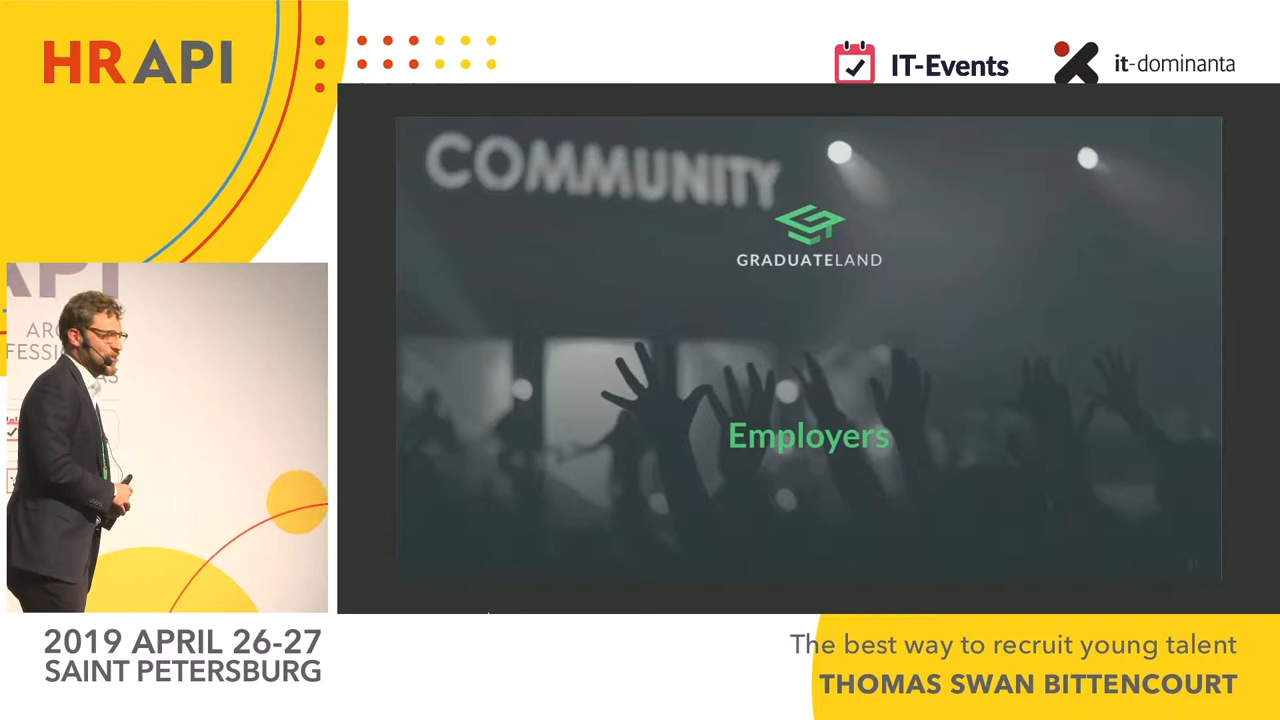 HR API
IT-Events
it-dominanta
COMMUNITY
GRADUATELAND
Employers
API
2019 APRIL 26-27
SAINT PETERSBURG
The best way to recruit young talent
THOMAS SWAN BITTENCOURT